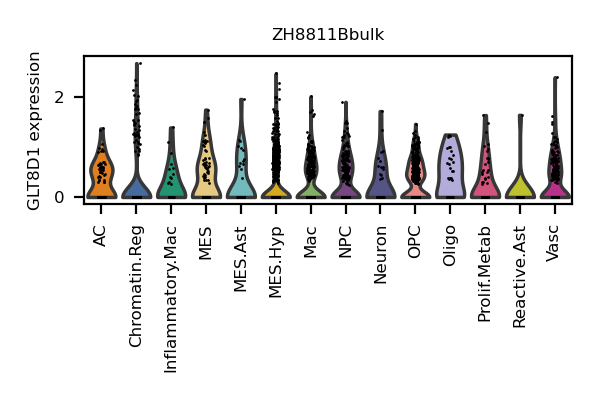 ZH8811Bbulk
GLT8D1 expression
2
0
AC
Chromatin.Reg
Inflammatory.Mac
MES
MES.Ast
MES.Hyp
Mac
NPC
Neuron
OPC
Oligo
Prolif.Metab
Reactive.Ast
Vasc